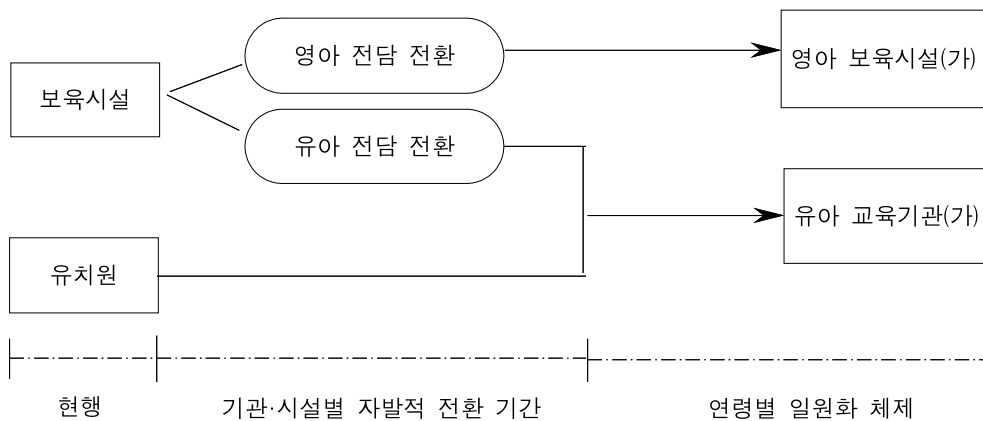 영아 전담 전환
영아 보육시설(가)
보육시설
유아 전담 전환
유아 교육기관(가)
유치원
현행
기관·시설별 자발적 전환 기간
연령별 일원화 체제